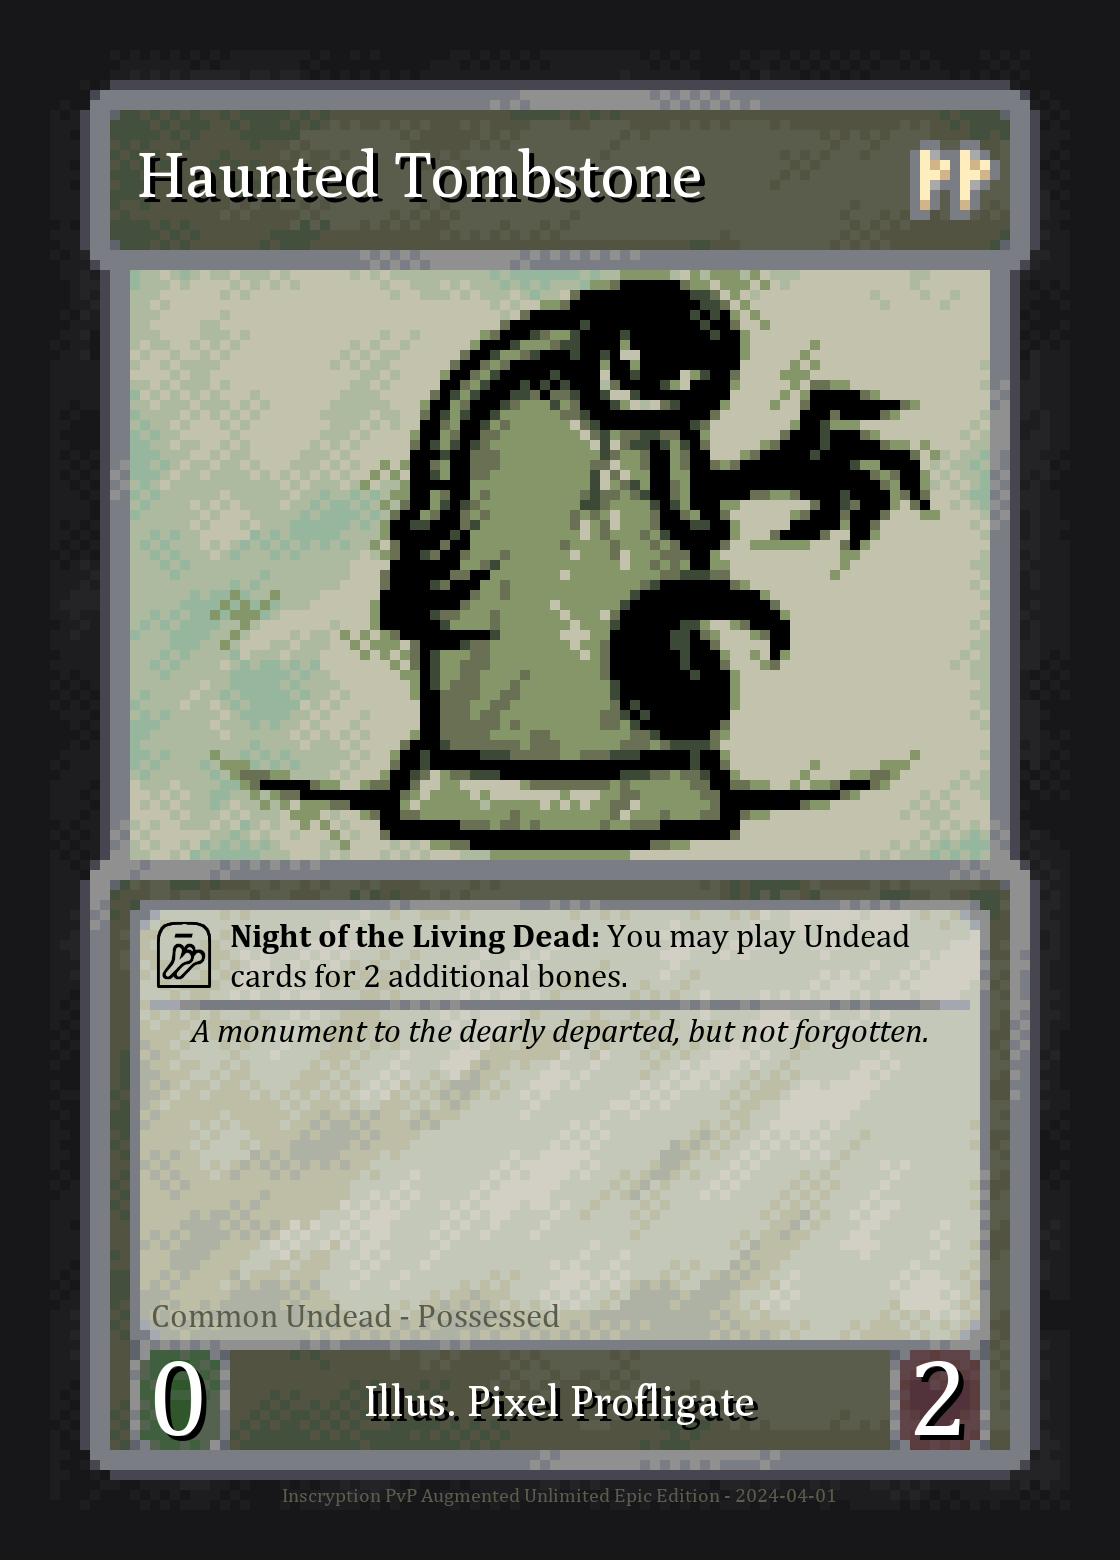 Haunted Tombstone
Night of the Living Dead: You may play Undead
cards for 2 additional bones.
A monument to the dearly departed, but not forgotten.
Common Undead - Possessed
0
Illus. Pixel Profligate
2
Inscryption PvP Augmented Unlimited Epic Edition - 2024-04-01